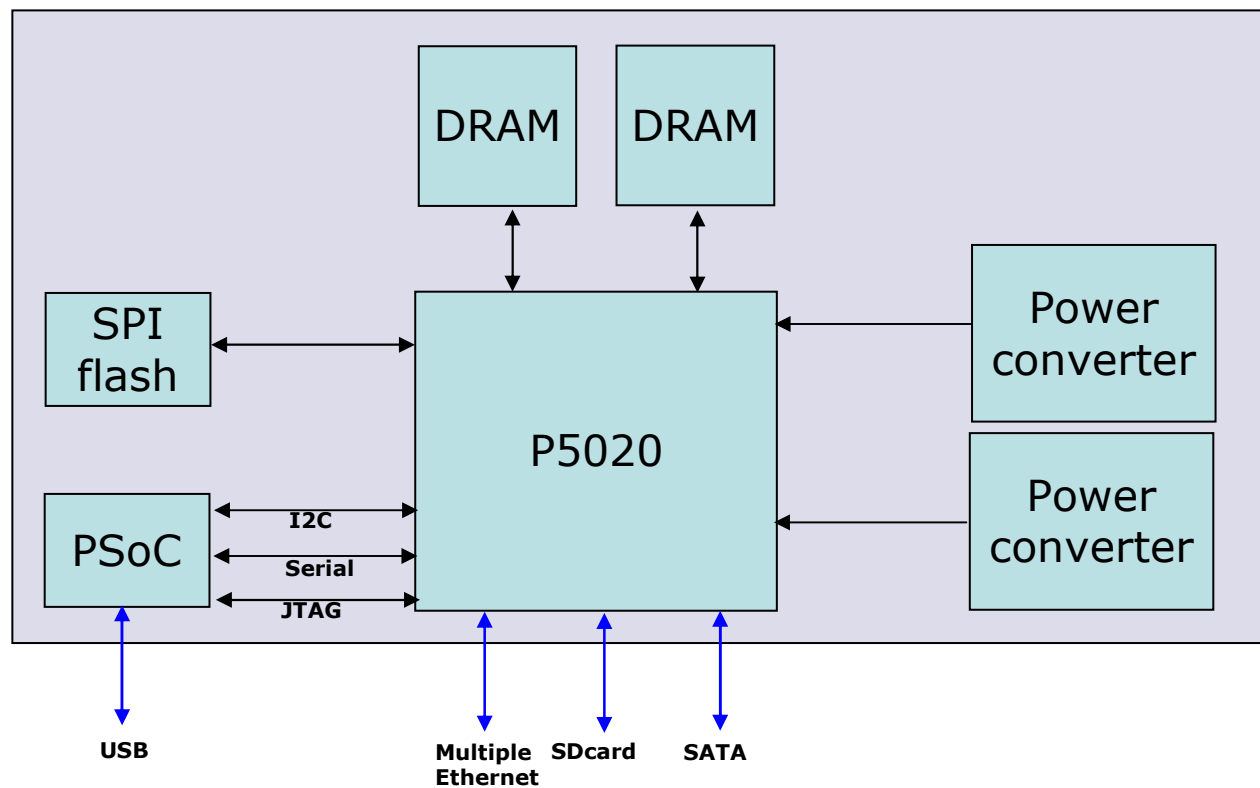 DRAM
DRAM
SPI
flash
Power
converter
P5020
Power
converter
PSoC
I2C
Serial
JTAG
USB
Multiple
Ethernet
SDcard
SATA